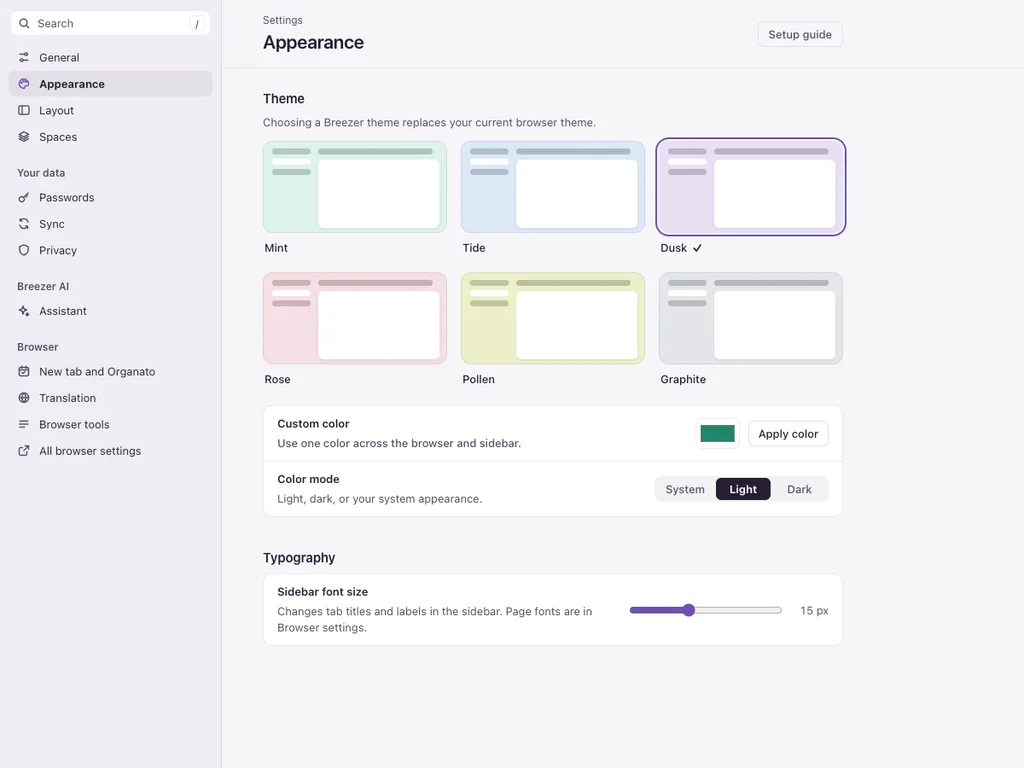 Search
/
General
Appearance
Layout
Spaces
Your data
Passwords
Sync
Privacy
Breezer AI
Assistant
Browser
New tab and Organato
Translation
Browser tools
All browser settings
Settings
Appearance
Setup guide
Theme
Choosing a Breezer theme replaces your current browser theme.
Mint
Tide
Dusk ✓
Rose
Pollen
Graphite
Custom color
Use one color across the browser and sidebar.
Apply color
Color mode
Light, dark, or your system appearance.
System
Light
Dark
Typography
Sidebar font size
Changes tab titles and labels in the sidebar. Page fonts are in
Browser settings.
15 px